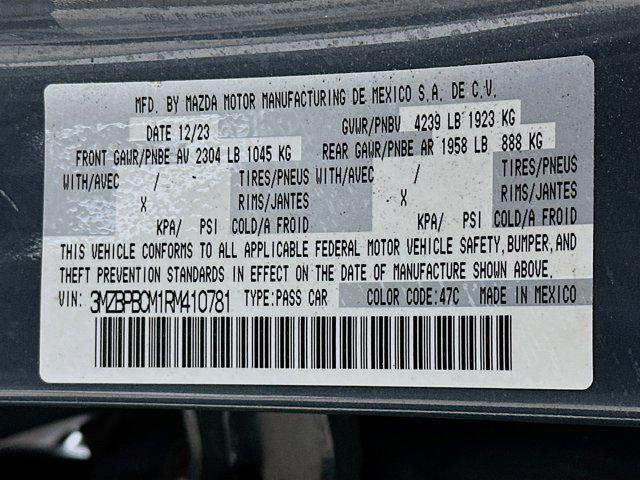 MFD. BY MAZDA MOTOR MANUFACTURING DE MEXICO S.A. DE C.V.
DATE 12/23 GVWR/PNBV 4239 LB 1923 KG
FRONT GAWR/PNBE AV 2304 LB 1045 KG REAR GAWR/PNBE AR 1958 LB 888 KG
WITH/AVEC / TIRES/PNEUS WITH/AVEC / TIRES/PNEUS
X RIMS/JANTES X RIMS/JANTES
KPA/ PSI COLD/A FROID KPA/ PSI COLD/A FROID
THIS VEHICLE CONFORMS TO ALL APPLICABLE FEDERAL MOTOR VEHICLE SAFETY, BUMPER, AND
THEFT PREVENTION STANDARDS IN EFFECT ON THE DATE OF MANUFACTURE SHOWN ABOVE.
VIN: 3MZBPBCM1RM410781 TYPE:PASS CAR COLOR CODE:47C MADE IN MEXICO